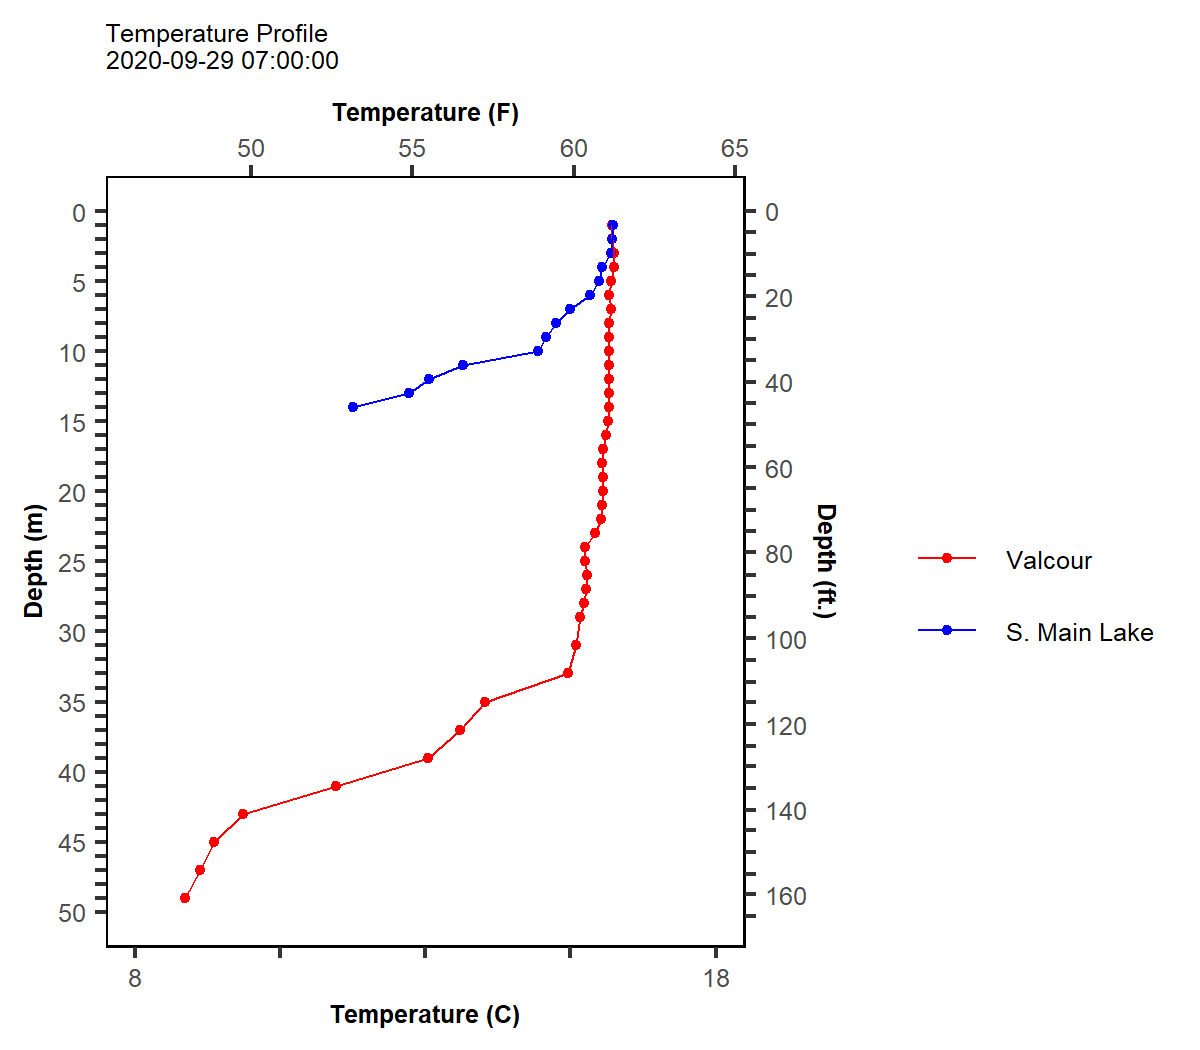 Temperature Profile
2020-09-29 07:00:00
Temperature (F)
50 55 60 65
0
5
10
15
20
25
30
35
40
45
50
Depth (m)
0
20
40
60
80
100
120
140
160
Depth (ft.)
Valcour
S. Main Lake
8 18
Temperature (C)